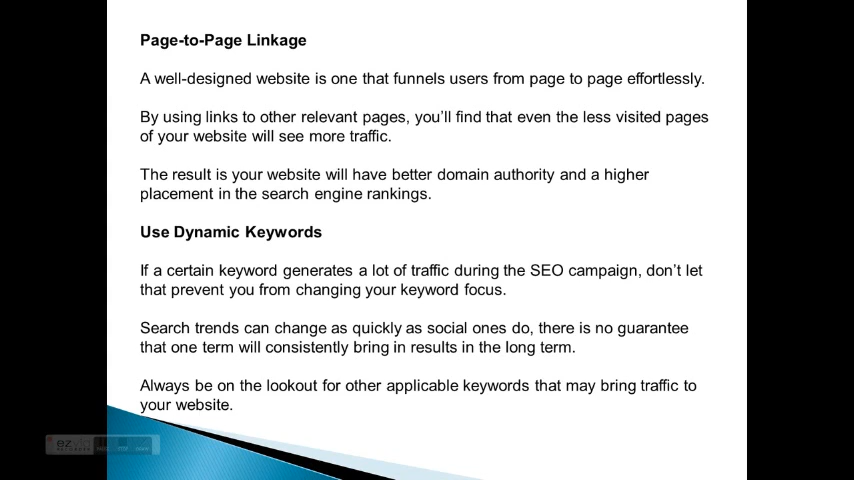 Page-to-Page Linkage
A well-designed website is one that funnels users from page to page effortlessly.
By using links to other relevant pages, you'll find that even the less visited pages
of your website will see more traffic.
The result is your website will have better domain authority and a higher
placement in the search engine rankings.
Use Dynamic Keywords
If a certain keyword generates a lot of traffic during the SEO campaign, don't let
that prevent you from changing your keyword focus.
Search trends can change as quickly as social ones do, there is no guarantee
that one term will consistently bring in results in the long term.
Always be on the lookout for other applicable keywords that may bring traffic to
your website.